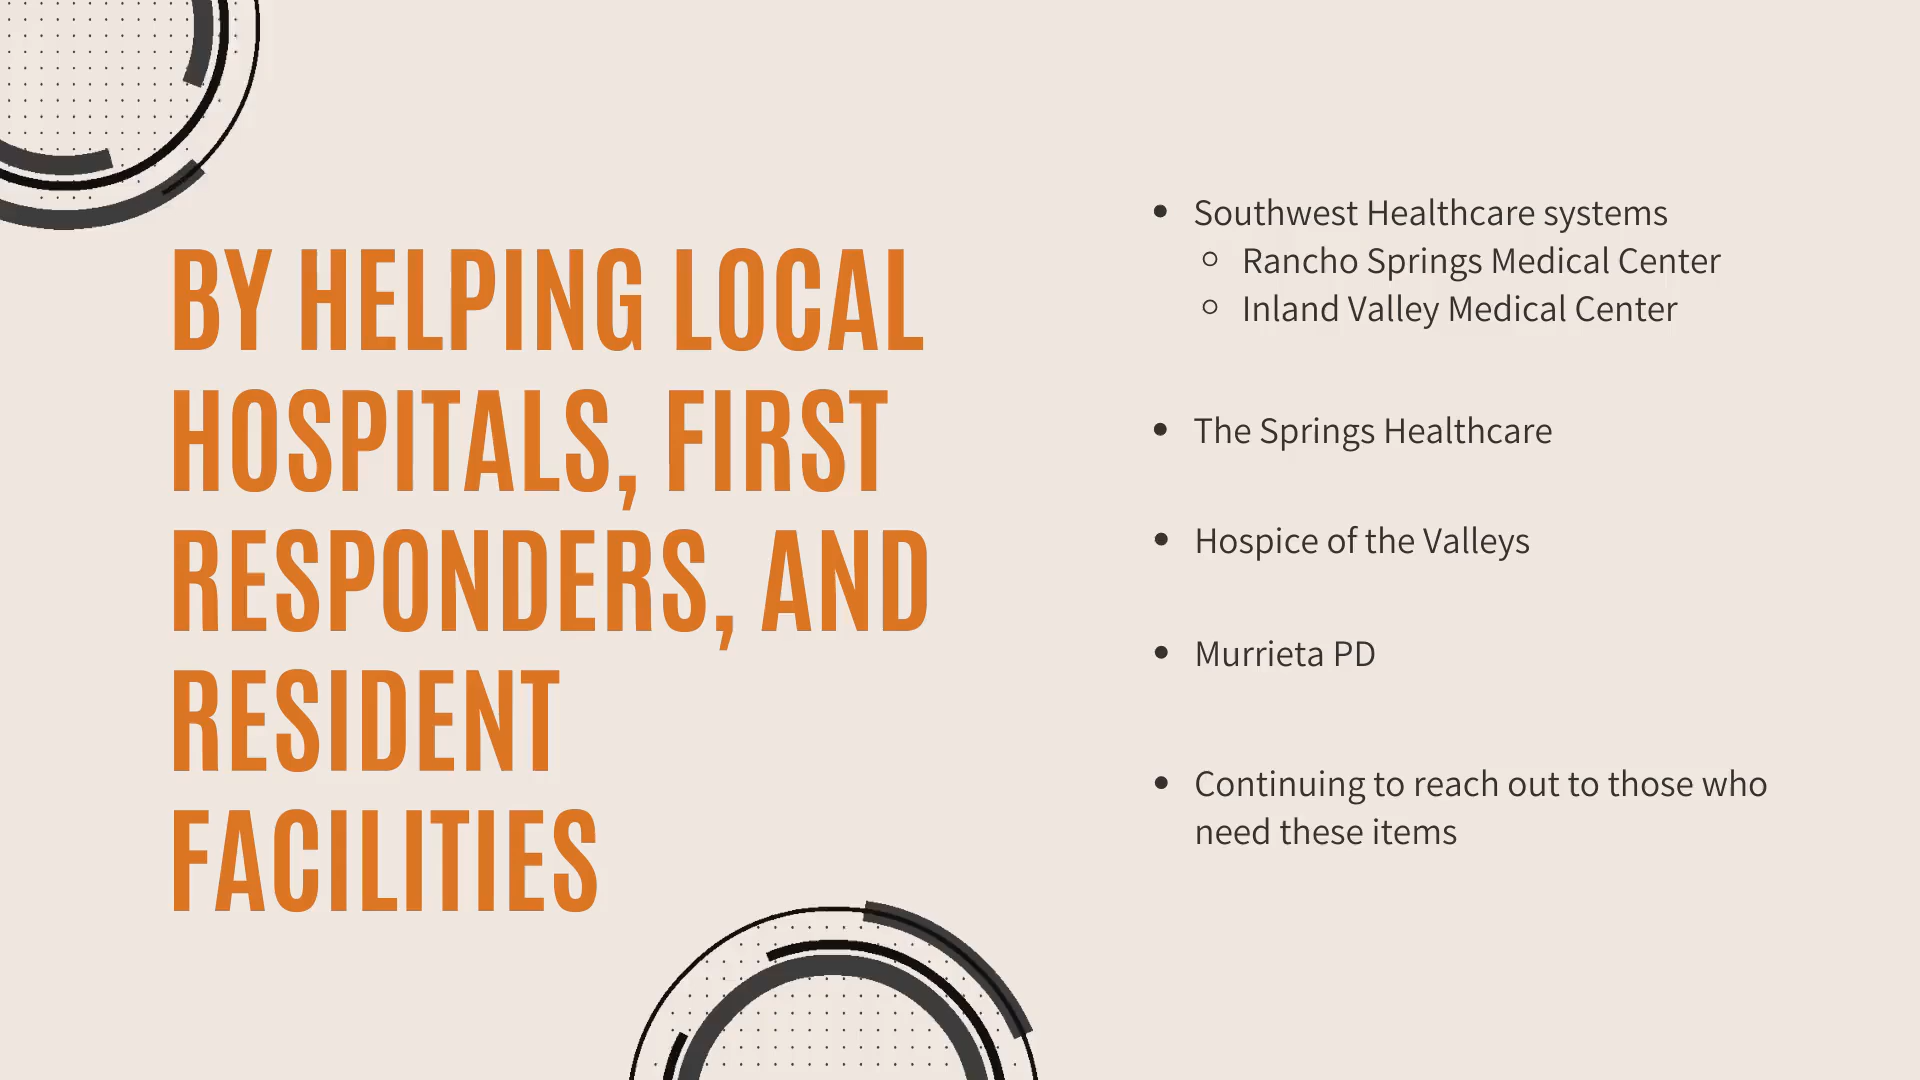 BY HELPING LOCAL
HOSPITALS, FIRST
RESPONDERS, AND
RESIDENT
FACILITIES
• Southwest Healthcare systems
○ Rancho Springs Medical Center
○ Inland Valley Medical Center
• The Springs Healthcare
• Hospice of the Valleys
• Murrieta PD
• Continuing to reach out to those who
need these items